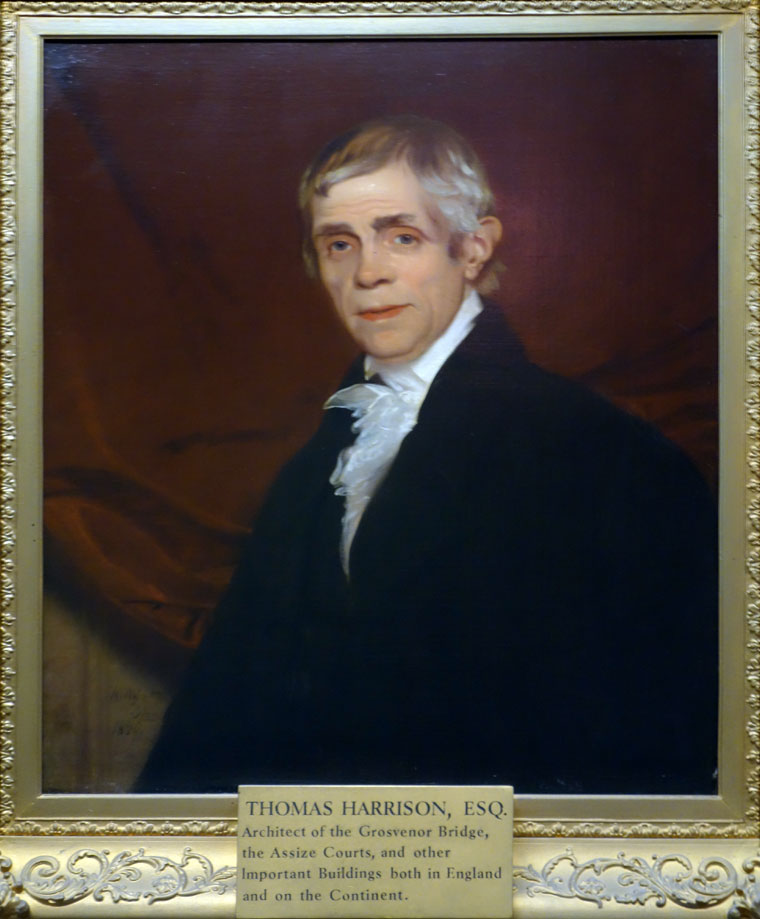 THOMAS HARRISON, ESQ.
Architect of the Grosvenor Bridge,
the Assize Courts, and other
Important Buildings both in England
and on the Continent.